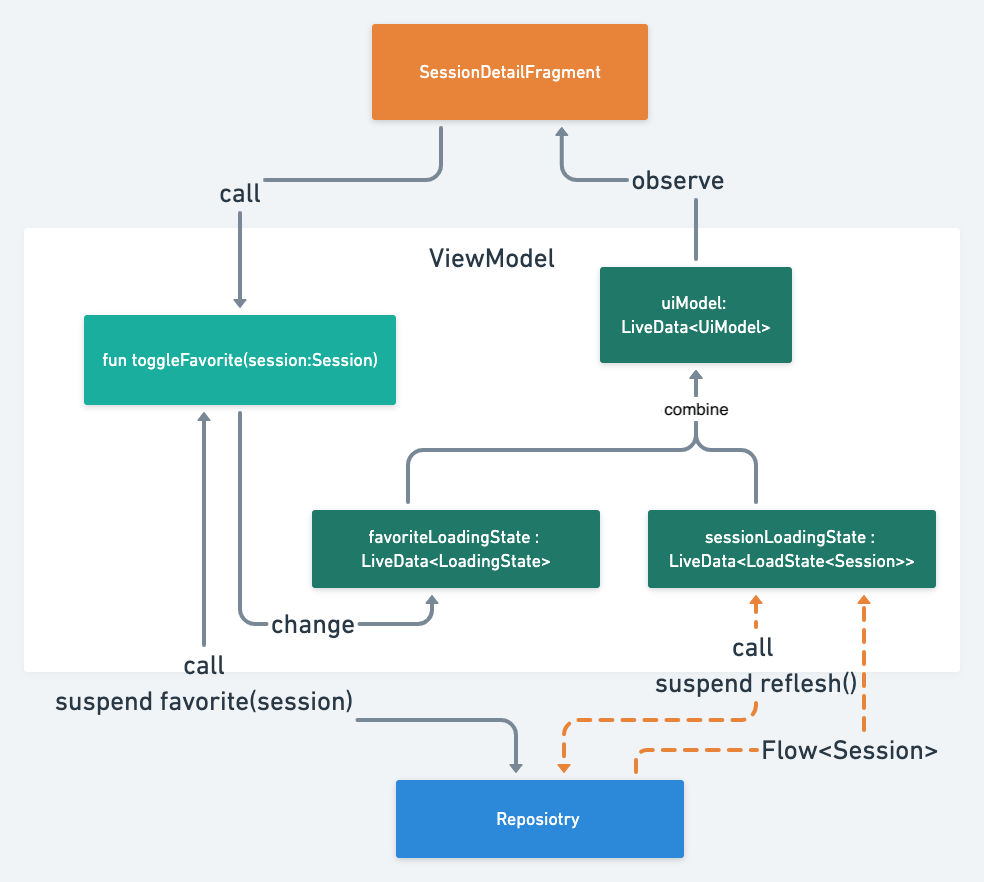 SessionDetailFragment
call
observe
ViewModel
uiModel:
LiveData<UiModel>
fun toggleFavorite(session:Session)
combine
favoriteLoadingState :
LiveData<LoadingState>
sessionLoadingState :
LiveData<LoadState<Session>>
change
call
suspend favorite(session)
call
suspend reflesh()
Flow<Session>
Reposiotry